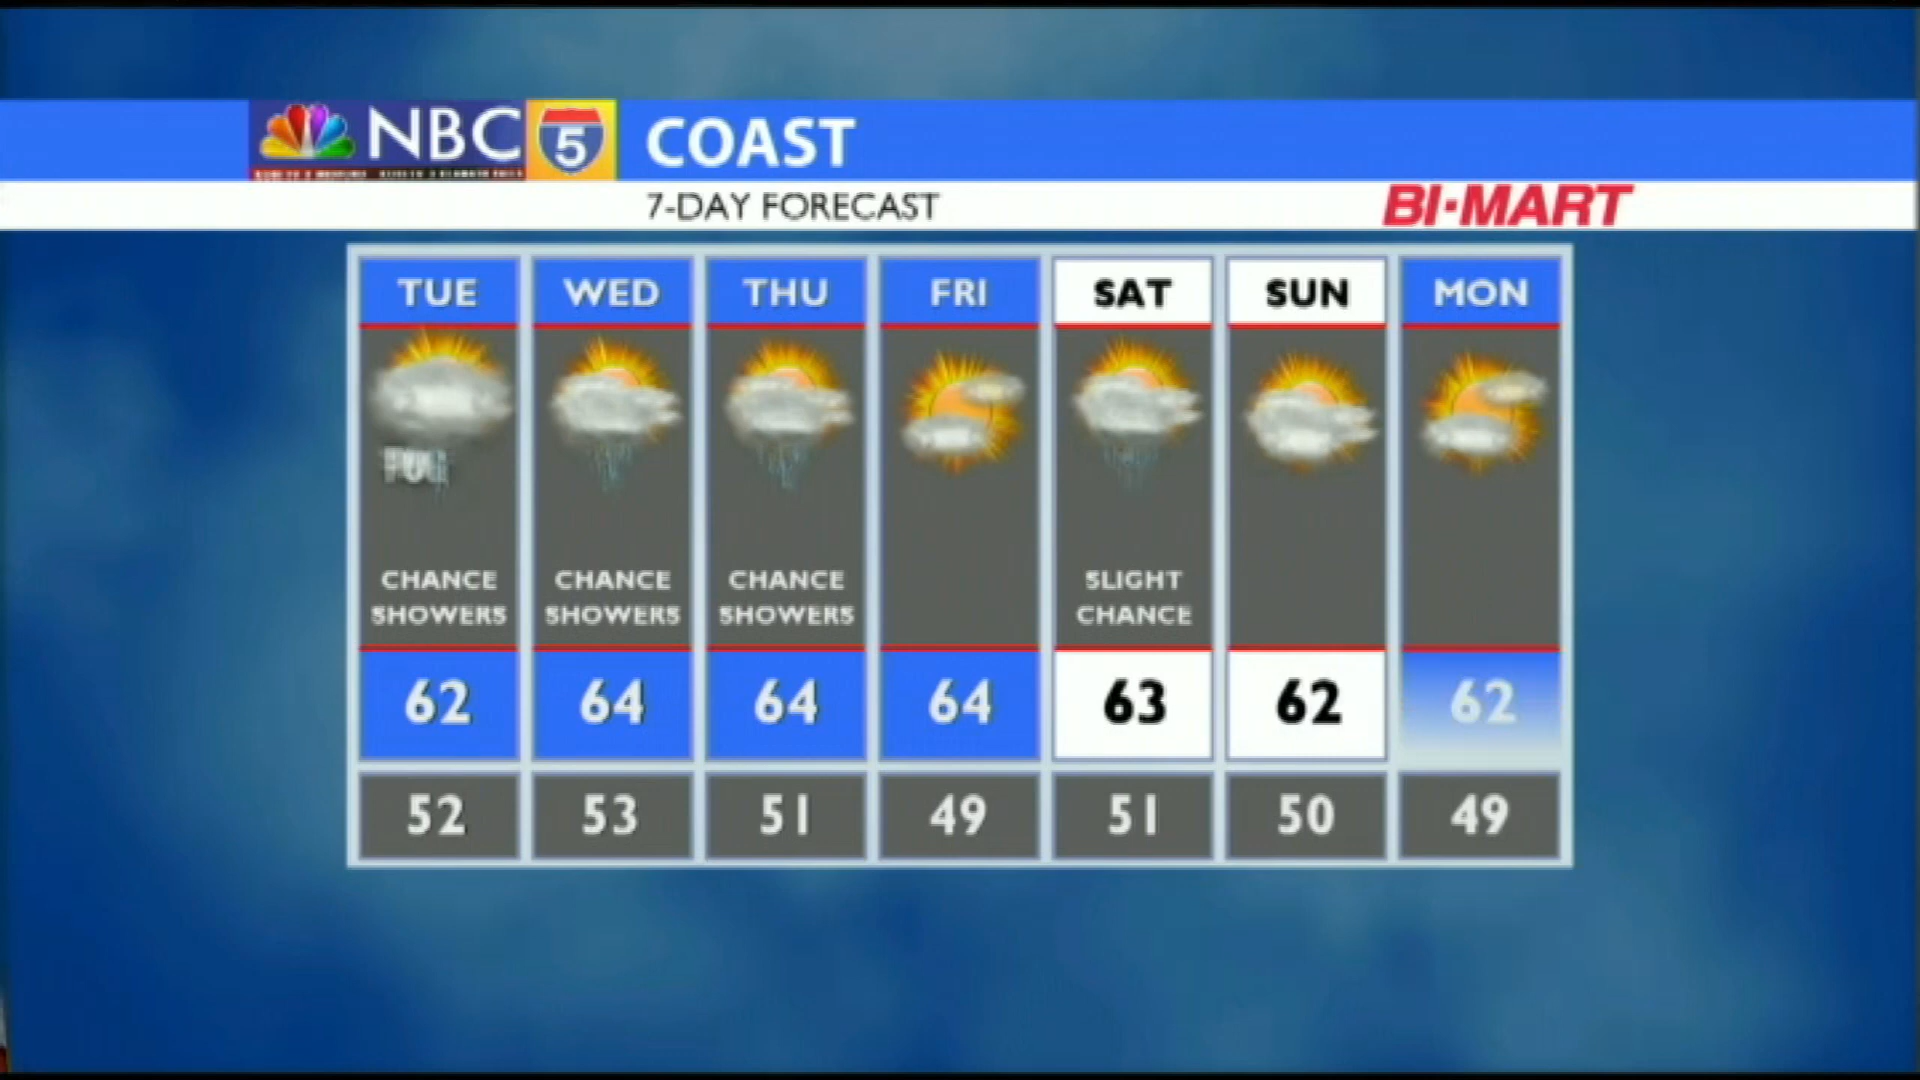 NBC 5 COAST
7-DAY FORECAST BI-MART
TUE WED THU FRI SAT SUN MON
FOG
CHANCE SHOWERS
CHANCE SHOWERS
CHANCE SHOWERS
SLIGHT CHANCE
62 64 64 64 63 62 62
52 53 51 49 51 50 49